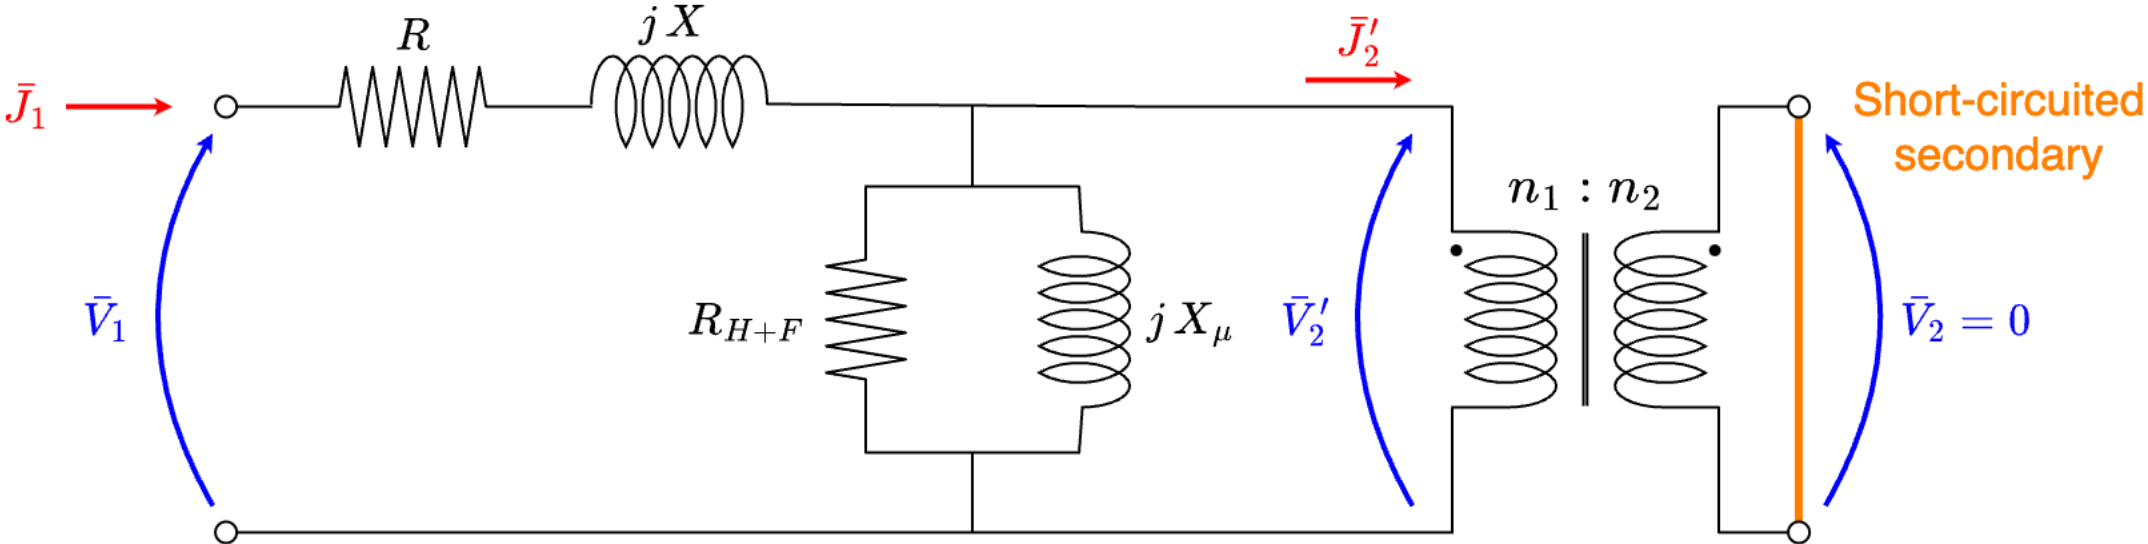 R
j X
J̄₁
J̄₂′
Short-circuited
secondary
n₁ : n₂
V̄₁
R_{H+F}
j X_μ
V̄₂′
V̄₂ = 0